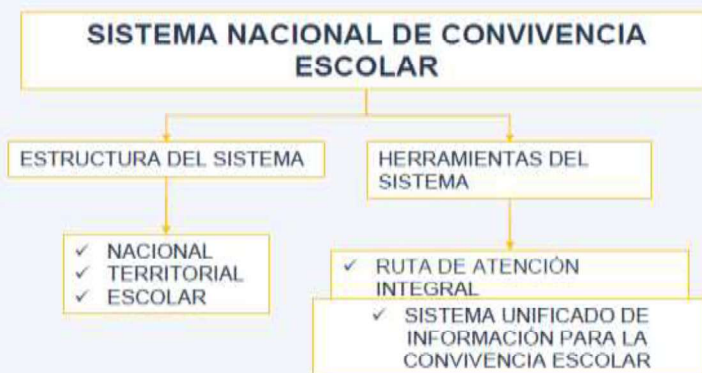 SISTEMA NACIONAL DE CONVIVENCIA
ESCOLAR
ESTRUCTURA DEL SISTEMA
HERRAMIENTAS DEL
SISTEMA
✓ NACIONAL
✓ TERRITORIAL
✓ ESCOLAR
✓ RUTA DE ATENCIÓN
INTEGRAL
✓ SISTEMA UNIFICADO DE
INFORMACIÓN PARA LA
CONVIVENCIA ESCOLAR